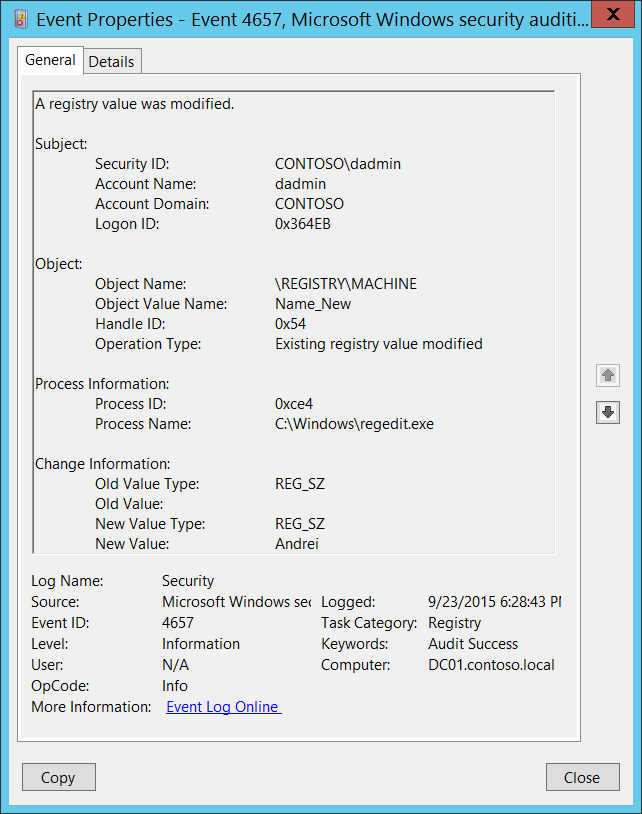 Event Properties - Event 4657, Microsoft Windows security auditi...
X
General Details
A registry value was modified.
Subject:
Security ID: CONTOSO\dadmin
Account Name: dadmin
Account Domain: CONTOSO
Logon ID: 0x364EB
Object:
Object Name: \REGISTRY\MACHINE
Object Value Name: Name_New
Handle ID: 0x54
Operation Type: Existing registry value modified
Process Information:
Process ID: 0xce4
Process Name: C:\Windows\regedit.exe
Change Information:
Old Value Type: REG_SZ
Old Value:
New Value Type: REG_SZ
New Value: Andrei
Log Name: Security
Source: Microsoft Windows sec Logged: 9/23/2015 6:28:43 PM
Event ID: 4657 Task Category: Registry
Level: Information Keywords: Audit Success
User: N/A Computer: DC01.contoso.local
OpCode: Info
More Information: Event Log Online
Copy Close